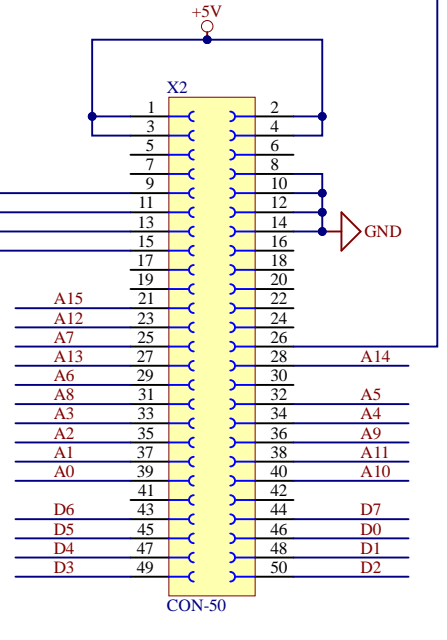 +5V
X2
1 2
3 4
5 6
7 8
9 10
11 12
13 14
GND
15 16
17 18
19 20
A15 21 22
A12 23 24
A7 25 26
A13 27 28 A14
A6 29 30
A8 31 32 A5
A3 33 34 A4
A2 35 36 A9
A1 37 38 A11
A0 39 40 A10
41 42
D6 43 44 D7
D5 45 46 D0
D4 47 48 D1
D3 49 50 D2
CON-50